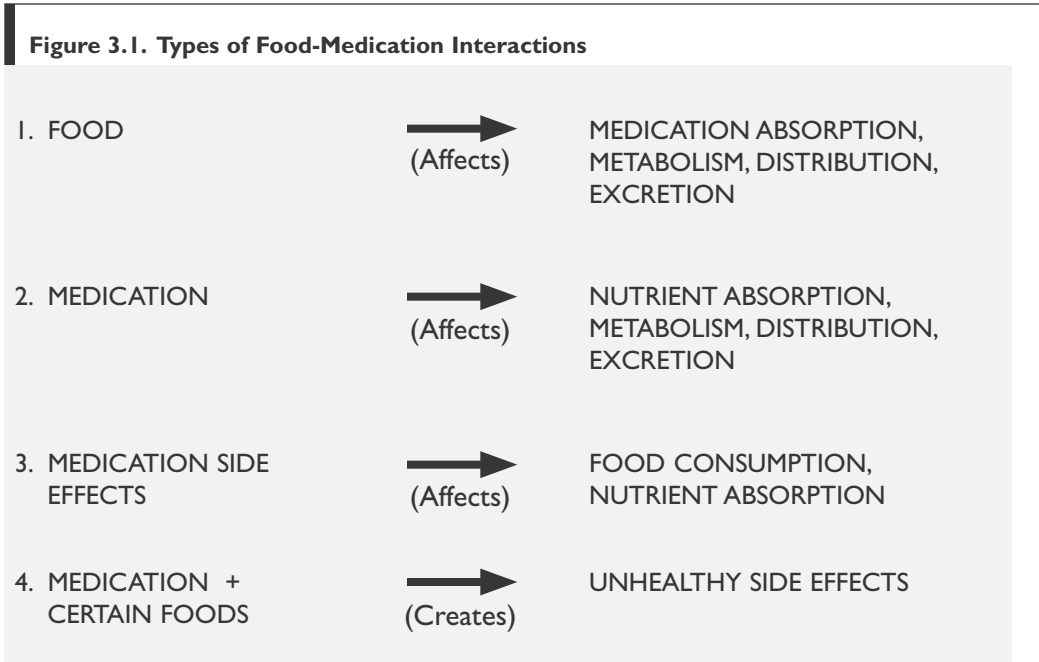 Figure 3.1. Types of Food-Medication Interactions
1. FOOD
(Affects)
MEDICATION ABSORPTION,
METABOLISM, DISTRIBUTION,
EXCRETION
2. MEDICATION
(Affects)
NUTRIENT ABSORPTION,
METABOLISM, DISTRIBUTION,
EXCRETION
3. MEDICATION SIDE
EFFECTS
(Affects)
FOOD CONSUMPTION,
NUTRIENT ABSORPTION
4. MEDICATION +
CERTAIN FOODS
(Creates)
UNHEALTHY SIDE EFFECTS